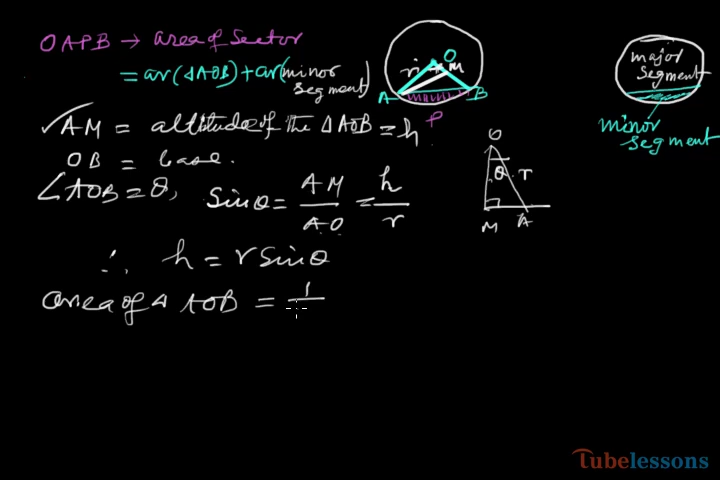 OAPB → area of Sector
= ar(ΔAOB) + ar(minor segment)
O
r
M
A
B
P
major
segment
minor
segment
✓AM = altitude of the ΔAOB = h
OB = base.
∠AOB = θ, Sinθ = AM/AO = h/r
O
θ
r
M
A
∴ h = r Sinθ
area of Δ AOB = 1
Tubelessons